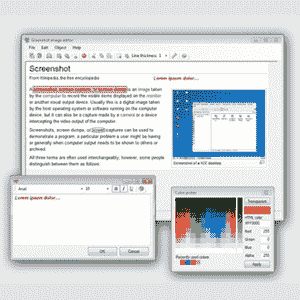 Screenshot image editor
File Edit Object Help
Line thickness: 1
Screenshot
From Wikipedia, the free encyclopedia
Lorem ipsum dolor...
A screenshot, screen capture, or screen dump is an image taken
by the computer to record the visible items displayed on the monitor
or another visual output device. Usually this is a digital image taken
by the host operating system or software running on the computer
device, but it can also be a capture made by a camera or a device
intercepting the video output of the computer.
Screenshots, screen dumps, or screen captures can be used to
demonstrate a program, a particular problem a user might be having
or generally when computer output needs to be shown to others or
archived.
All three terms are often used interchangeably; however, some people
distinguish between them as follows:
Screenshot of a KDE desktop
Arial
B I U
Lorem ipsum dolor...
OK Cancel
Color picker
Transparent
HTML color
#FF0000
Red 255
Green 0
Blue 0
Alpha 255
Recently used colors
Apply